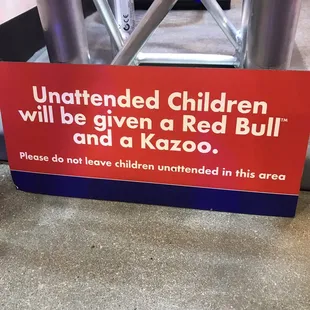 Unattended Children
will be given a Red Bull™
and a Kazoo.
Please do not leave children unattended in this area